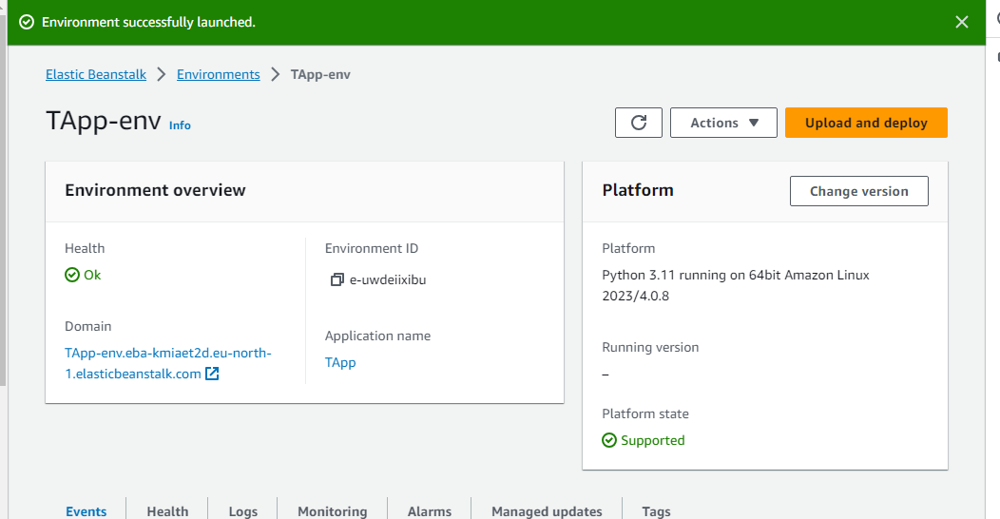 Environment successfully launched.
Elastic Beanstalk > Environments > TApp-env
TApp-env Info
Actions
Upload and deploy
Environment overview
Health
Ok
Domain
TApp-env.eba-kmiaet2d.eu-north-
1.elasticbeanstalk.com
Environment ID
e-uwdeiixibu
Application name
TApp
Platform
Change version
Platform
Python 3.11 running on 64bit Amazon Linux
2023/4.0.8
Running version
–
Platform state
Supported
Events Health Logs Monitoring Alarms Managed updates Tags